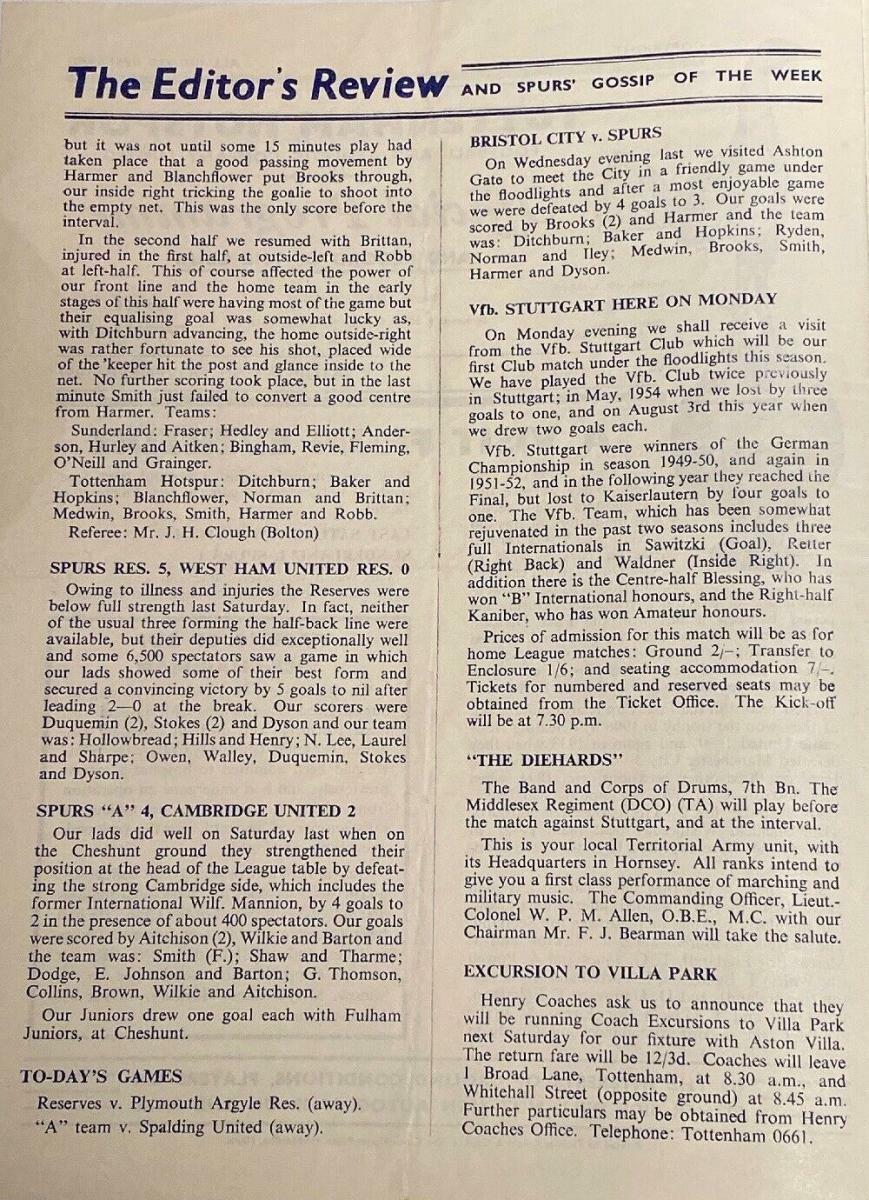 The Editor's Review AND SPURS' GOSSIP OF THE WEEK
but it was not until some 15 minutes play had
taken place that a good passing movement by
Harmer and Blanchflower put Brooks through,
our inside right tricking the goalie to shoot into
the empty net. This was the only score before the
interval.
In the second half we resumed with Brittan,
injured in the first half, at outside-left and Robb
at left-half. This of course affected the power of
our front line and the home team in the early
stages of this half were having most of the game but
their equalising goal was somewhat lucky as,
with Ditchburn advancing, the home outside-right
was rather fortunate to see his shot, placed wide
of the 'keeper hit the post and glance inside to the
net. No further scoring took place, but in the last
minute Smith just failed to convert a good centre
from Harmer. Teams:
Sunderland: Fraser; Hedley and Elliott; Ander-
son, Hurley and Aitken; Bingham, Revie, Fleming,
O'Neill and Grainger.
Tottenham Hotspur: Ditchburn; Baker and
Hopkins; Blanchflower, Norman and Brittan;
Medwin, Brooks, Smith, Harmer and Robb.
Referee: Mr. J. H. Clough (Bolton)
SPURS RES. 5, WEST HAM UNITED RES. 0
Owing to illness and injuries the Reserves were
below full strength last Saturday. In fact, neither
of the usual three forming the half-back line were
available, but their deputies did exceptionally well
and some 6,500 spectators saw a game in which
our lads showed some of their best form and
secured a convincing victory by 5 goals to nil after
leading 2—0 at the break. Our scorers were
Duquemin (2), Stokes (2) and Dyson and our team
was: Hollowbread; Hills and Henry; N. Lee, Laurel
and Sharpe; Owen, Walley, Duquemin, Stokes
and Dyson.
SPURS "A" 4, CAMBRIDGE UNITED 2
Our lads did well on Saturday last when on
the Cheshunt ground they strengthened their
position at the head of the League table by defeat-
ing the strong Cambridge side, which includes the
former International Wilf. Mannion, by 4 goals to
2 in the presence of about 400 spectators. Our goals
were scored by Aitchison (2), Wilkie and Barton and
the team was: Smith (F.); Shaw and Tharme;
Dodge, E. Johnson and Barton; G. Thomson,
Collins, Brown, Wilkie and Aitchison.
Our Juniors drew one goal each with Fulham
Juniors, at Cheshunt.
TO-DAY'S GAMES
Reserves v. Plymouth Argyle Res. (away).
"A" team v. Spalding United (away).
BRISTOL CITY v. SPURS
On Wednesday evening last we visited Ashton
Gate to meet the City in a friendly game under
the floodlights and after a most enjoyable game
we were defeated by 4 goals to 3. Our goals were
scored by Brooks (2) and Harmer and the team
was: Ditchburn; Baker and Hopkins; Ryden,
Norman and Iley; Medwin, Brooks, Smith,
Harmer and Dyson.
Vfb. STUTTGART HERE ON MONDAY
On Monday evening we shall receive a visit
from the Vfb. Stuttgart Club which will be our
first Club match under the floodlights this season.
We have played the Vfb. Club twice previously
in Stuttgart; in May, 1954 when we lost by three
goals to one, and on August 3rd this year when
we drew two goals each.
Vfb. Stuttgart were winners of the German
Championship in season 1949-50, and again in
1951-52, and in the following year they reached the
Final, but lost to Kaiserlautern by four goals to
one. The Vfb. Team, which has been somewhat
rejuvenated in the past two seasons includes three
full Internationals in Sawitzki (Goal), Retter
(Right Back) and Waldner (Inside Right). In
addition there is the Centre-half Blessing, who has
won "B" International honours, and the Right-half
Kaniber, who has won Amateur honours.
Prices of admission for this match will be as for
home League matches: Ground 2/-; Transfer to
Enclosure 1/6; and seating accommodation 7/-.
Tickets for numbered and reserved seats may be
obtained from the Ticket Office. The Kick-off
will be at 7.30 p.m.
"THE DIEHARDS"
The Band and Corps of Drums, 7th Bn. The
Middlesex Regiment (DCO) (TA) will play before
the match against Stuttgart, and at the interval.
This is your local Territorial Army unit, with
its Headquarters in Hornsey. All ranks intend to
give you a first class performance of marching and
military music. The Commanding Officer, Lieut.-
Colonel W. P. M. Allen, O.B.E., M.C. with our
Chairman Mr. F. J. Bearman will take the salute.
EXCURSION TO VILLA PARK
Henry Coaches ask us to announce that they
will be running Coach Excursions to Villa Park
next Saturday for our fixture with Aston Villa.
The return fare will be 12/3d. Coaches will leave
1 Broad Lane, Tottenham, at 8.30 a.m., and
Whitehall Street (opposite ground) at 8.45 a.m.
Further particulars may be obtained from Henry
Coaches Office. Telephone: Tottenham 0661.